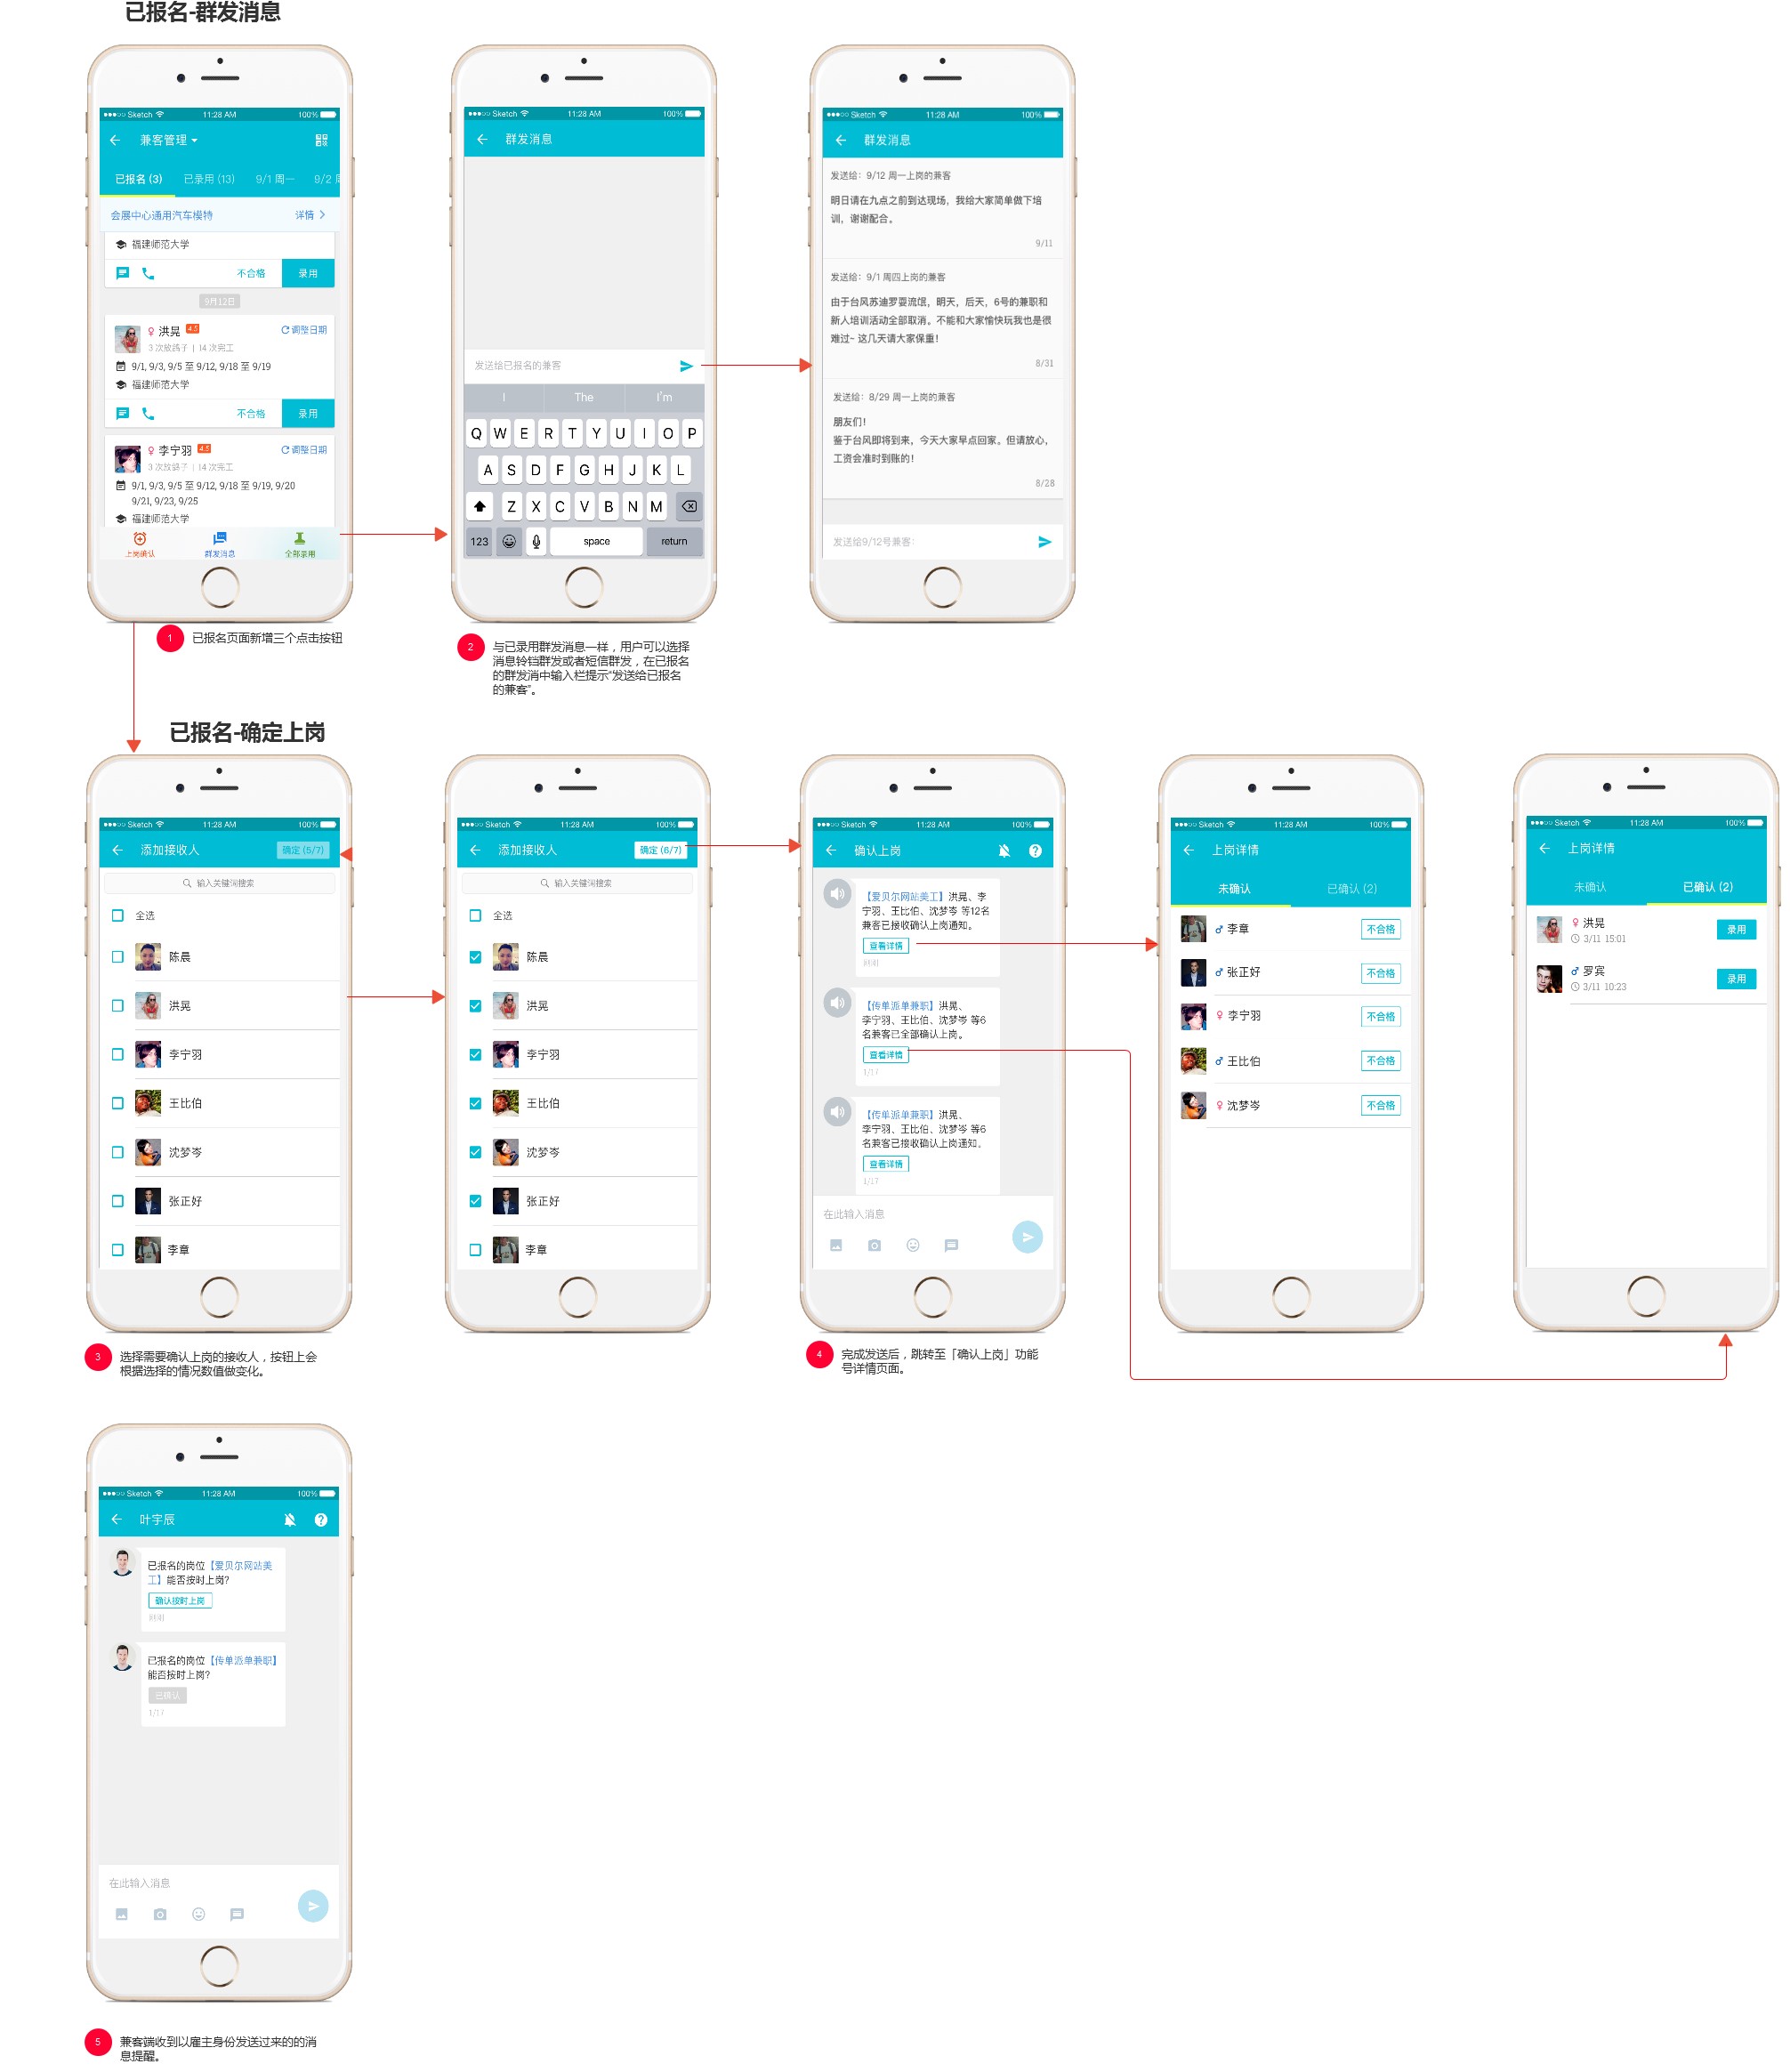 已报名-群发消息
●●●○○ Sketch 11:28 AM 100%
兼客管理
已报名 (3) 已录用 (13) 9/1 周一 9/2
会展中心通用汽车模特 详情
福建师范大学
不合格 录用
9月12日
洪晃 4.5 调整日期
3 次放鸽子 | 14 次完工
9/1, 9/3, 9/5 至 9/12, 9/18 至 9/19
福建师范大学
不合格 录用
李宁羽 4.5 调整日期
3 次放鸽子 | 14 次完工
9/1, 9/3, 9/5 至 9/12, 9/18 至 9/19, 9/20
9/21, 9/23, 9/25
福建师范大学
上岗确认 群发消息 全部录用
●●●○○ Sketch 11:28 AM 100%
群发消息
发送给已报名的兼客
I The I'm
Q W E R T Y U I O P
A S D F G H J K L
Z X C V B N M
123 space return
●●●○○ Sketch 11:28 AM 100%
群发消息
发送给：9/12 周一上岗的兼客
明日请在九点之前到达现场，我给大家简单做下培
训，谢谢配合。
9/11
发送给：9/1 周四上岗的兼客
由于台风苏迪罗耍流氓，明天，后天，6号的兼职和
新人培训活动全部取消。不能和大家愉快玩我也是很
难过~ 这几天请大家保重！
8/31
发送给：8/29 周一上岗的兼客
朋友们！
鉴于台风即将到来，今天大家早点回家。但请放心，
工资会准时到账的！
8/28
发送给9/12号兼客：
1 已报名页面新增三个点击按钮
2 与已录用群发消息一样，用户可以选择
消息铃铛群发或者短信群发，在已报名
的群发消中输入栏提示“发送给已报名
的兼客”。
已报名-确定上岗
●●●○○ Sketch 11:28 AM 100%
添加接收人 确定 (5/7)
输入关键词搜索
全选
陈晨
洪晃
李宁羽
王比伯
沈梦岑
张正好
李章
●●●○○ Sketch 11:28 AM 100%
添加接收人 确定 (6/7)
输入关键词搜索
全选
陈晨
洪晃
李宁羽
王比伯
沈梦岑
张正好
李章
●●●○○ Sketch 11:28 AM 100%
确认上岗
【爱贝尔网站美工】洪晃、李
宁羽、王比伯、沈梦岑 等12名
兼客已接收确认上岗通知。
查看详情
刚刚
【传单派单兼职】洪晃、
李宁羽、王比伯、沈梦岑 等6
名兼客已全部确认上岗。
查看详情
1/17
【传单派单兼职】洪晃、
李宁羽、王比伯、沈梦岑 等6
名兼客已接收确认上岗通知。
查看详情
1/17
在此输入消息
●●●○○ Sketch 11:28 AM 100%
上岗详情
未确认 已确认 (2)
李章 不合格
张正好 不合格
李宁羽 不合格
王比伯 不合格
沈梦岑 不合格
●●●○○ Sketch 11:28 AM 100%
上岗详情
未确认 已确认 (2)
洪晃 录用
3/11 15:01
罗宾 录用
3/11 10:23
3 选择需要确认上岗的接收人，按钮上会
根据选择的情况数值做变化。
4 完成发送后，跳转至「确认上岗」功能
号详情页面。
●●●○○ Sketch 11:28 AM 100%
叶宇辰
已报名的岗位【爱贝尔网站美
工】能否按时上岗?
确认按时上岗
刚刚
已报名的岗位【传单派单兼职】
能否按时上岗?
已确认
1/17
在此输入消息
5 兼客端收到以雇主身份发送过来的的消
息提醒。